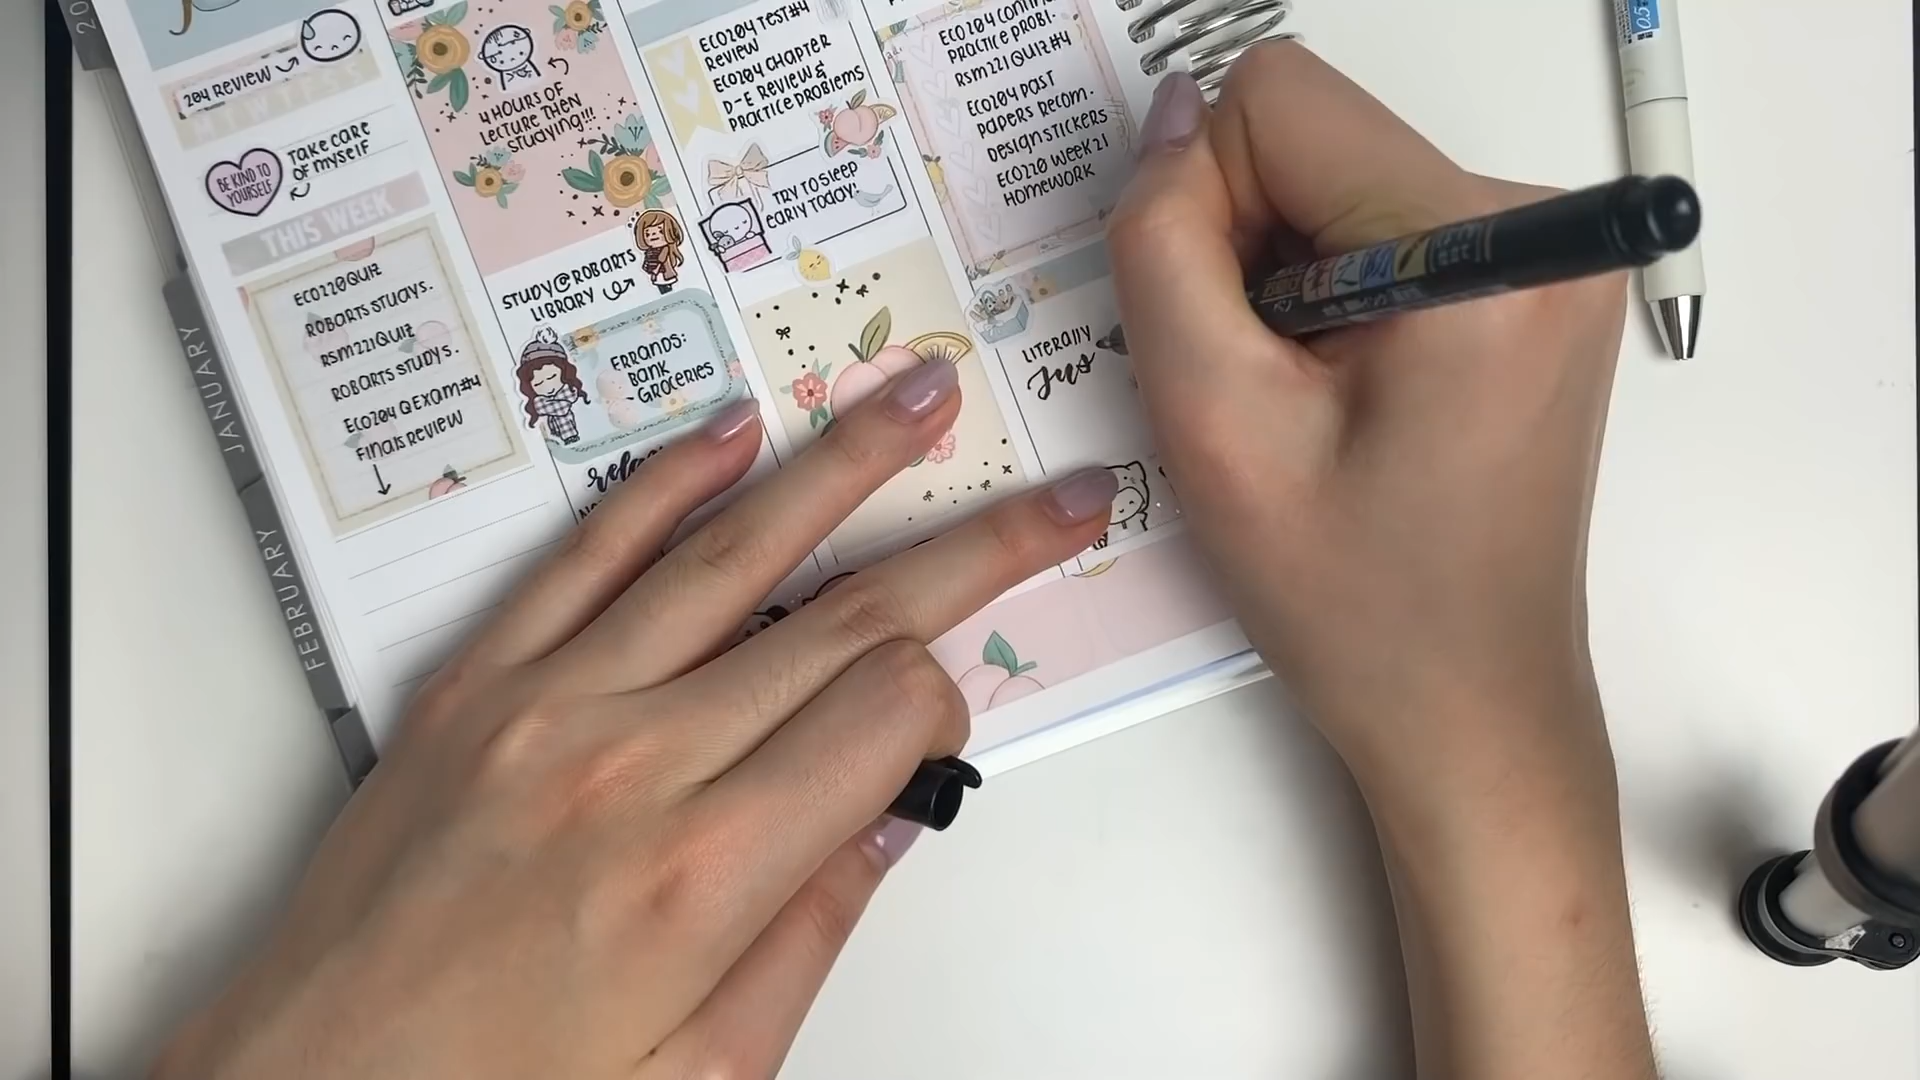 204 REVIEW
BE KIND TO
YOURSELF
TAKE CARE
OF MYSELF
THIS WEEK
ECO220 QUIZ
ROBARTS STUDYS.
RSM221 QUIZ
ROBARTS STUDYS.
ECO204 Q EXAM #4
FINALS REVIEW
4 HOURS OF
LECTURE THEN
STUDYING!!!
STUDY@ROBARTS
LIBRARY
ERRANDS:
BANK
GROCERIES
ECO204 TEST#4
REVIEW
ECO204 CHAPTER
D-E REVIEW &
PRACTICE PROBLEMS
TRY TO SLEEP
EARLY TODAY!
PRACTICE PROBL.
RSM221 QUIZ#4
ECO204 PAST
PAPERS RECOM.
DESIGN STICKERS
ECO220 WEEK 21
HOMEWORK
LITERALLY
Jus
JANUARY
FEBRUARY
0.5